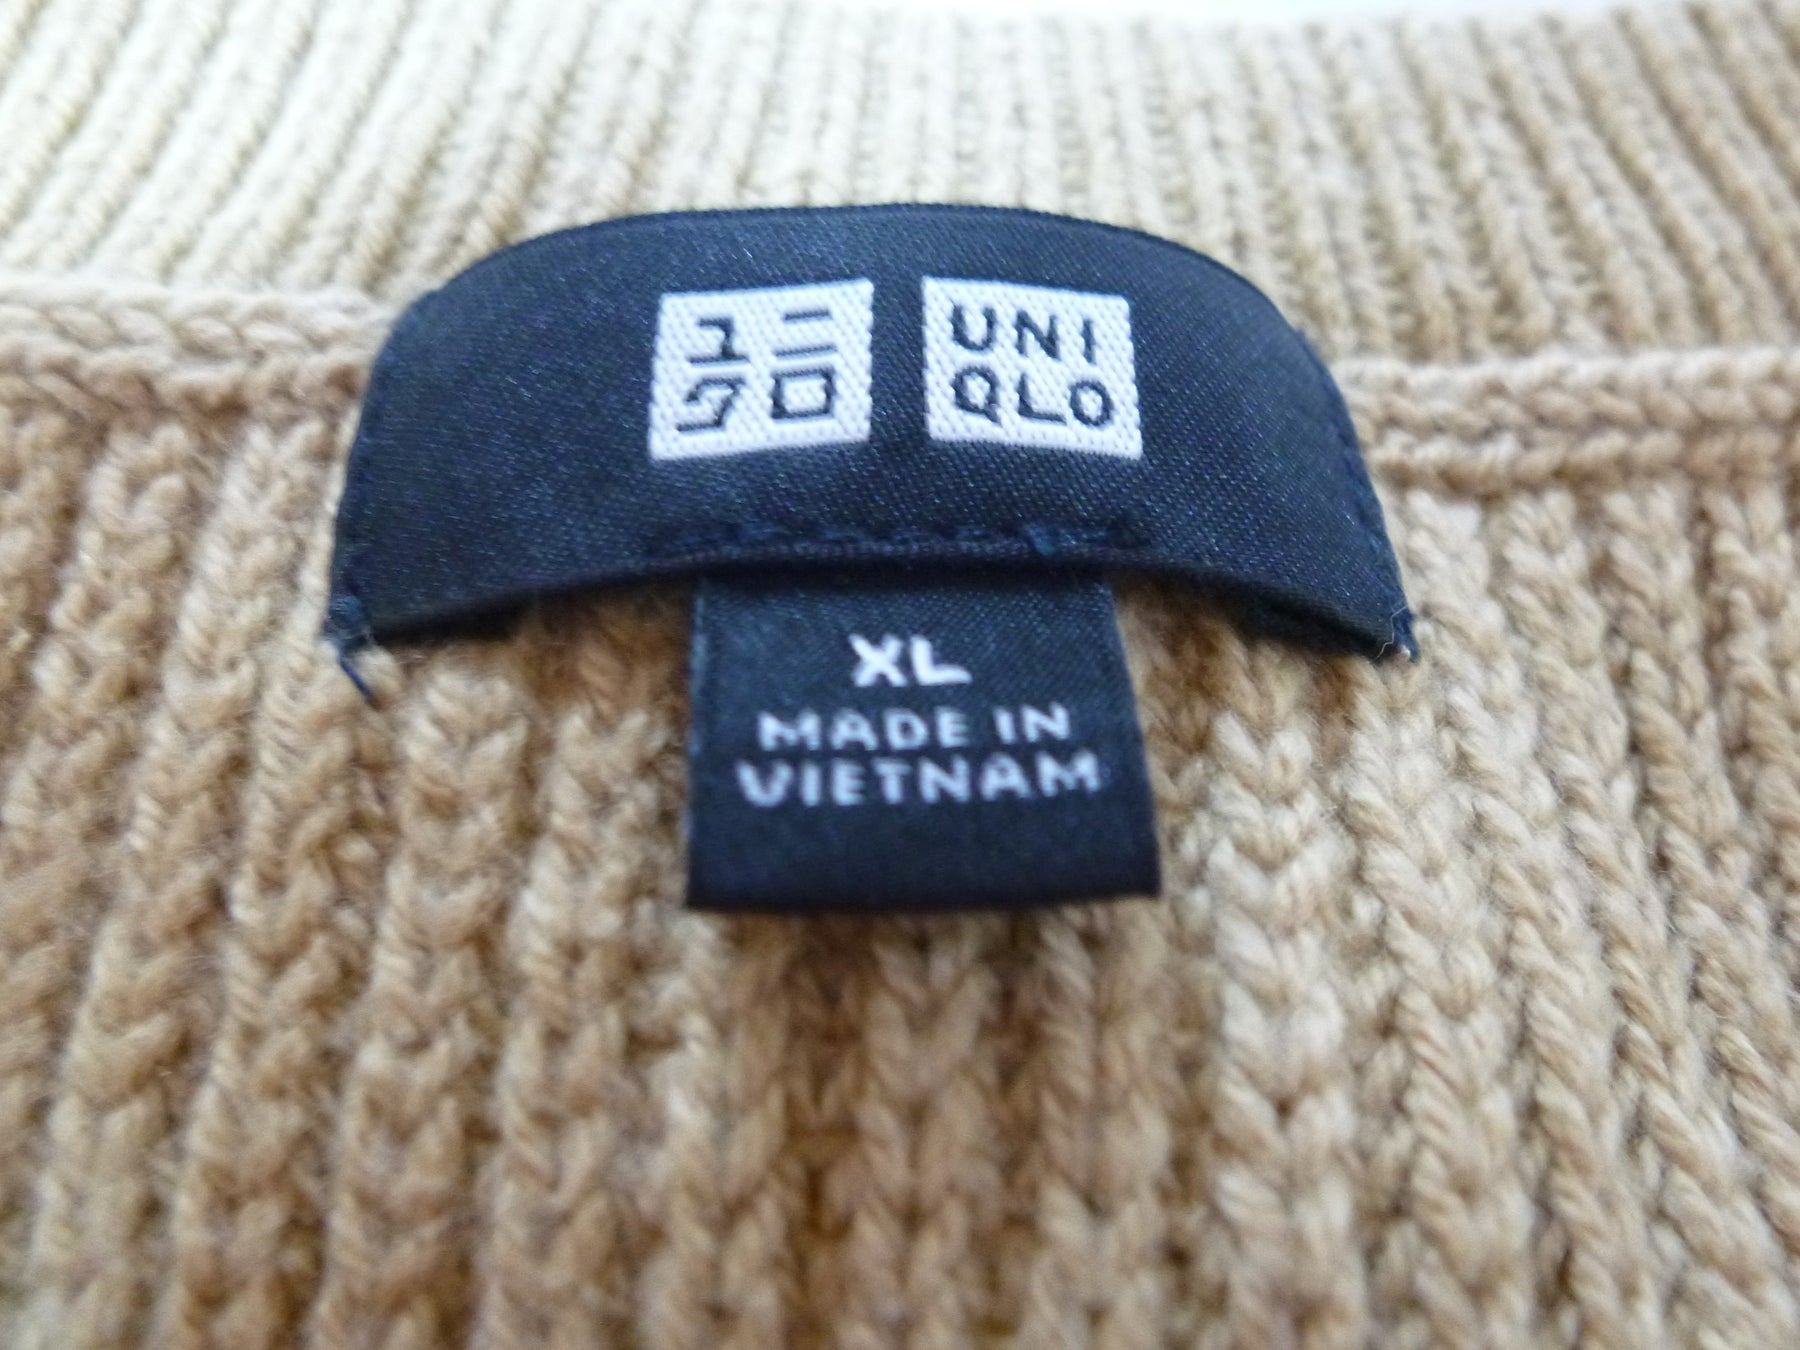 ユニ
クロ
UNI
QLO
XL
MADE IN
VIETNAM